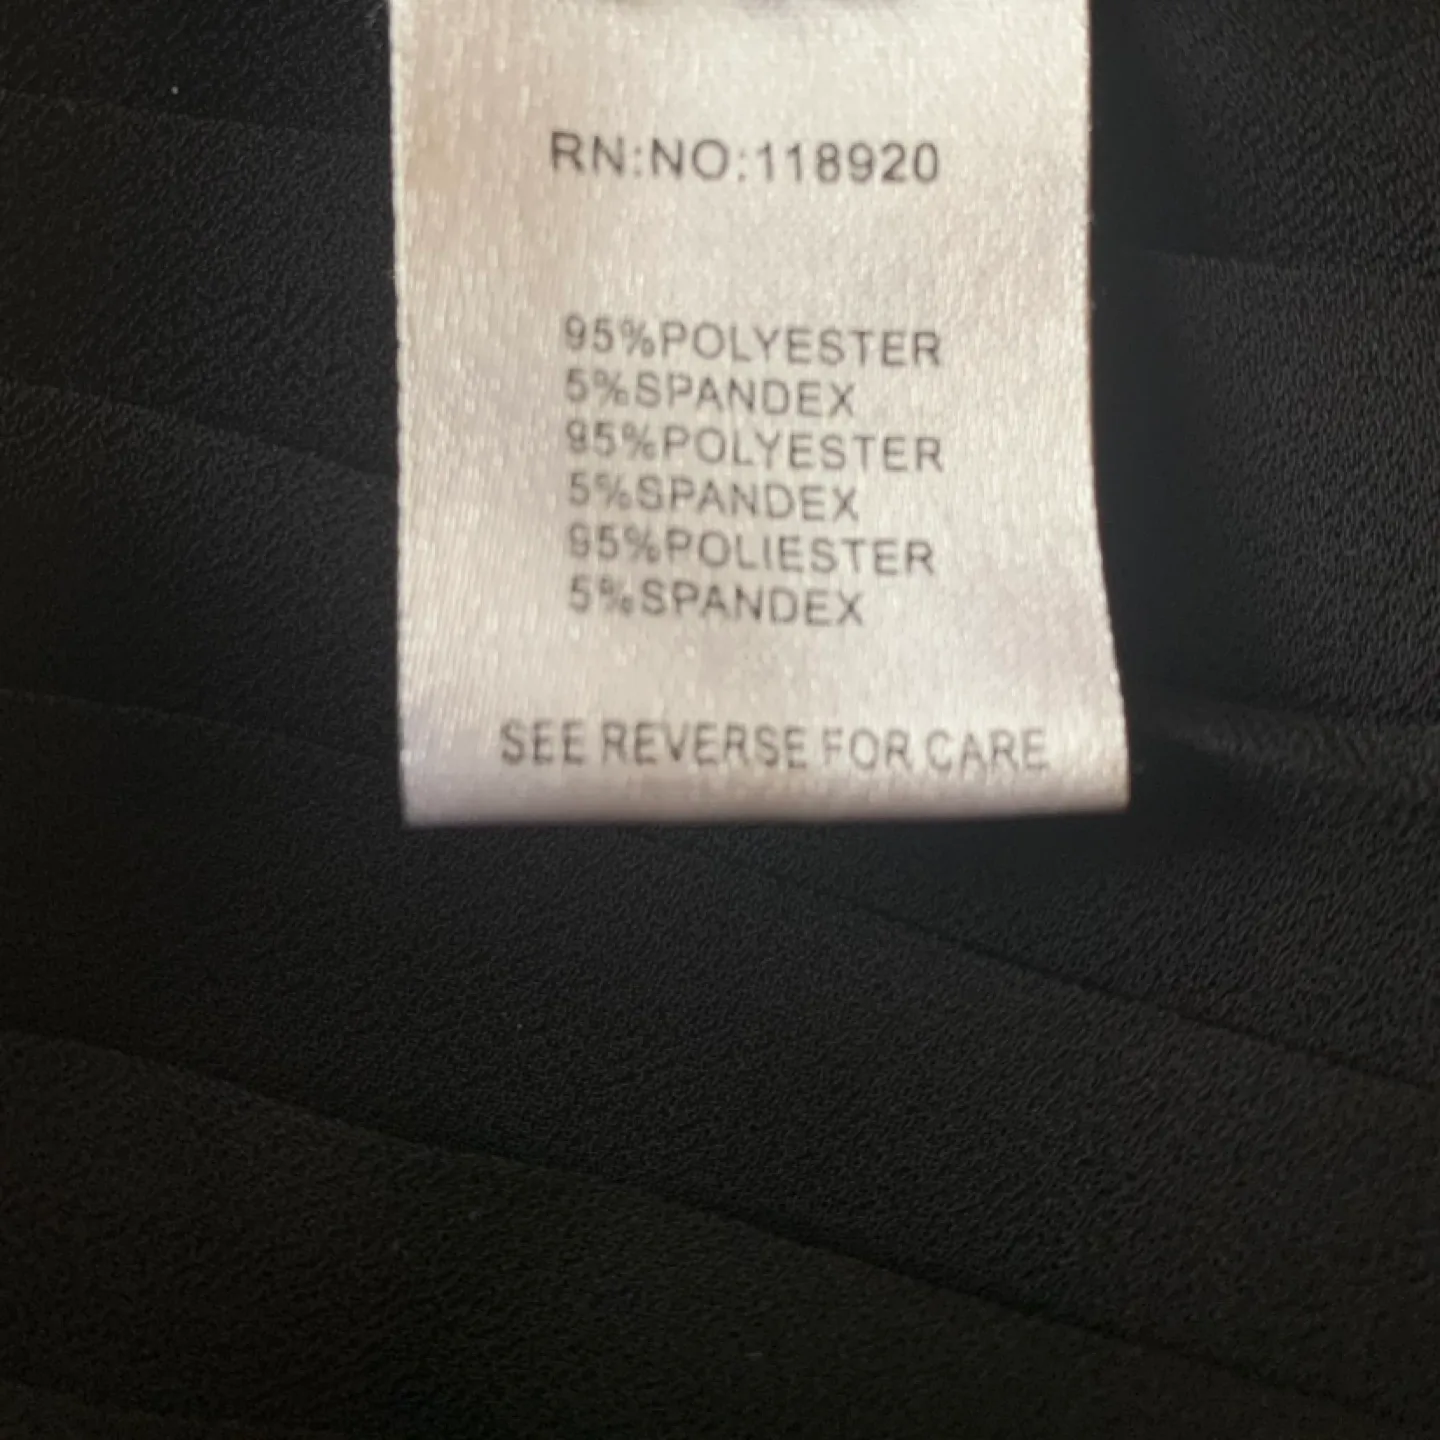 RN:NO:118920
95%POLYESTER
5%SPANDEX
95%POLYESTER
5%SPANDEX
95%POLIESTER
5%SPANDEX
SEE REVERSE FOR CARE